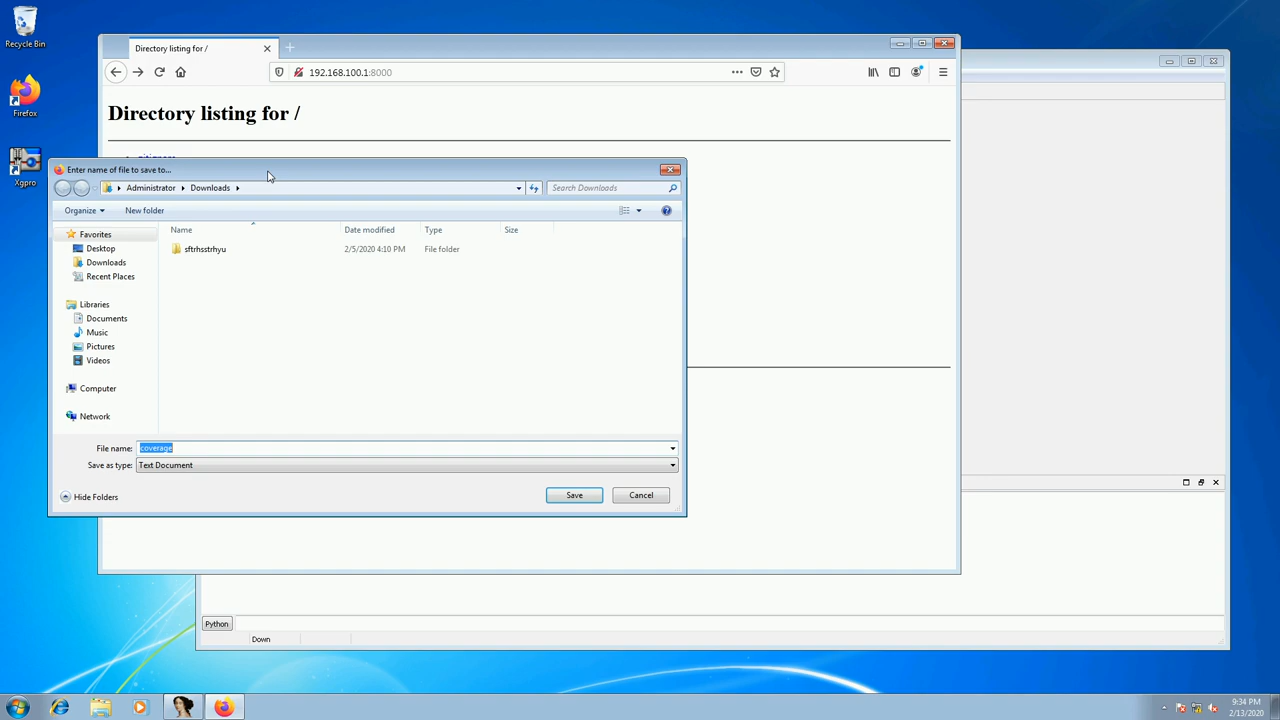 Recycle Bin
Firefox
Xgpro
Directory listing for /
192.168.100.1:8000
Directory listing for /
Enter name of file to save to...
Administrator
Downloads
Search Downloads
Organize
New folder
Name
Date modified
Type
Size
Favorites
Desktop
Downloads
Recent Places
Libraries
Documents
Music
Pictures
Videos
Computer
Network
sftrhsstrhyu
2/5/2020 4:10 PM
File folder
File name:
coverage
Save as type:
Text Document
Hide Folders
Save
Cancel
Python
Down
9:34 PM
2/13/2020